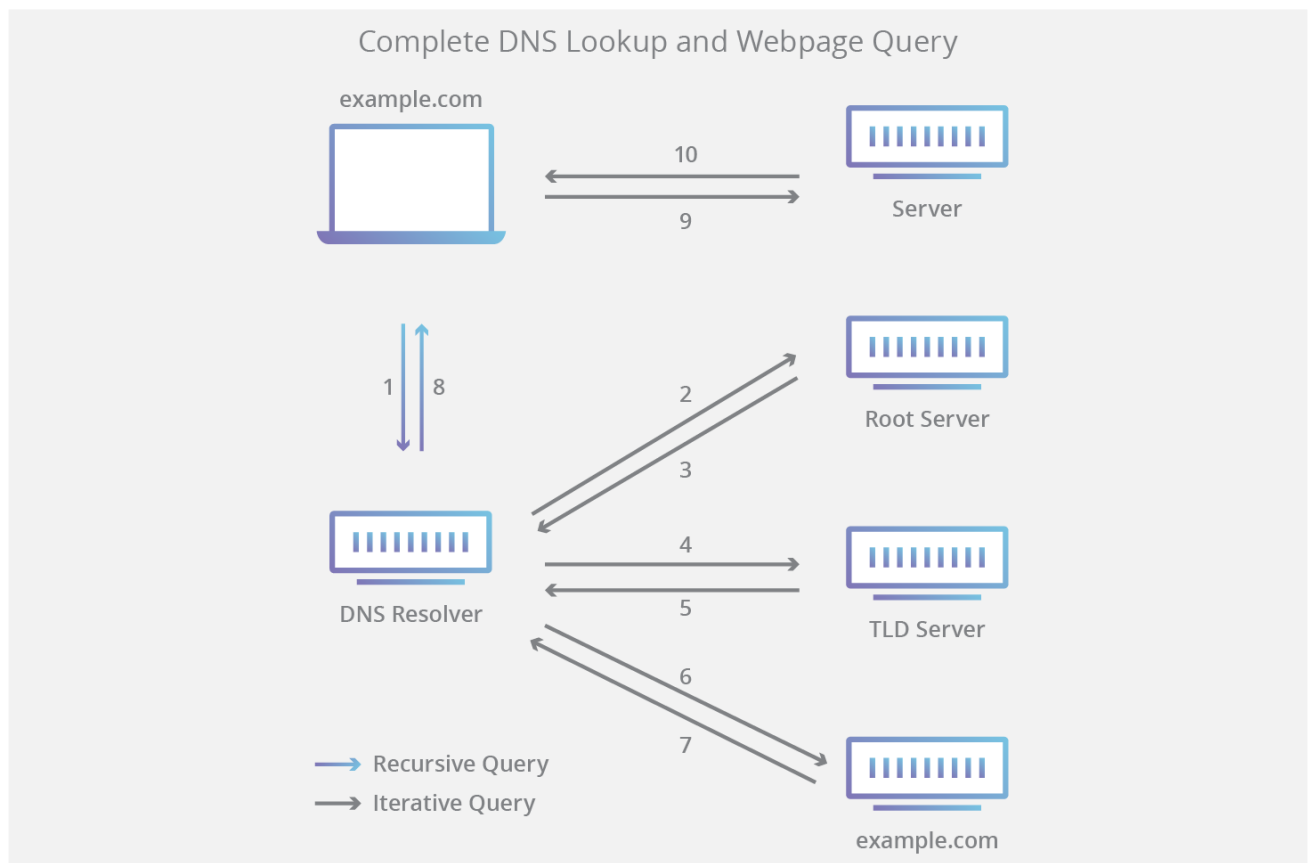 Complete DNS Lookup and Webpage Query
example.com
10
9
Server
1
8
2
3
Root Server
DNS Resolver
4
5
TLD Server
6
7
example.com
Recursive Query
Iterative Query